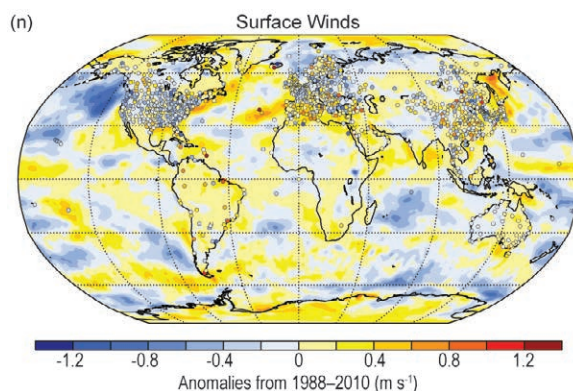 (n)
Surface Winds
-1.2 -0.8 -0.4 0 0.4 0.8 1.2
Anomalies from 1988–2010 (m s⁻¹)